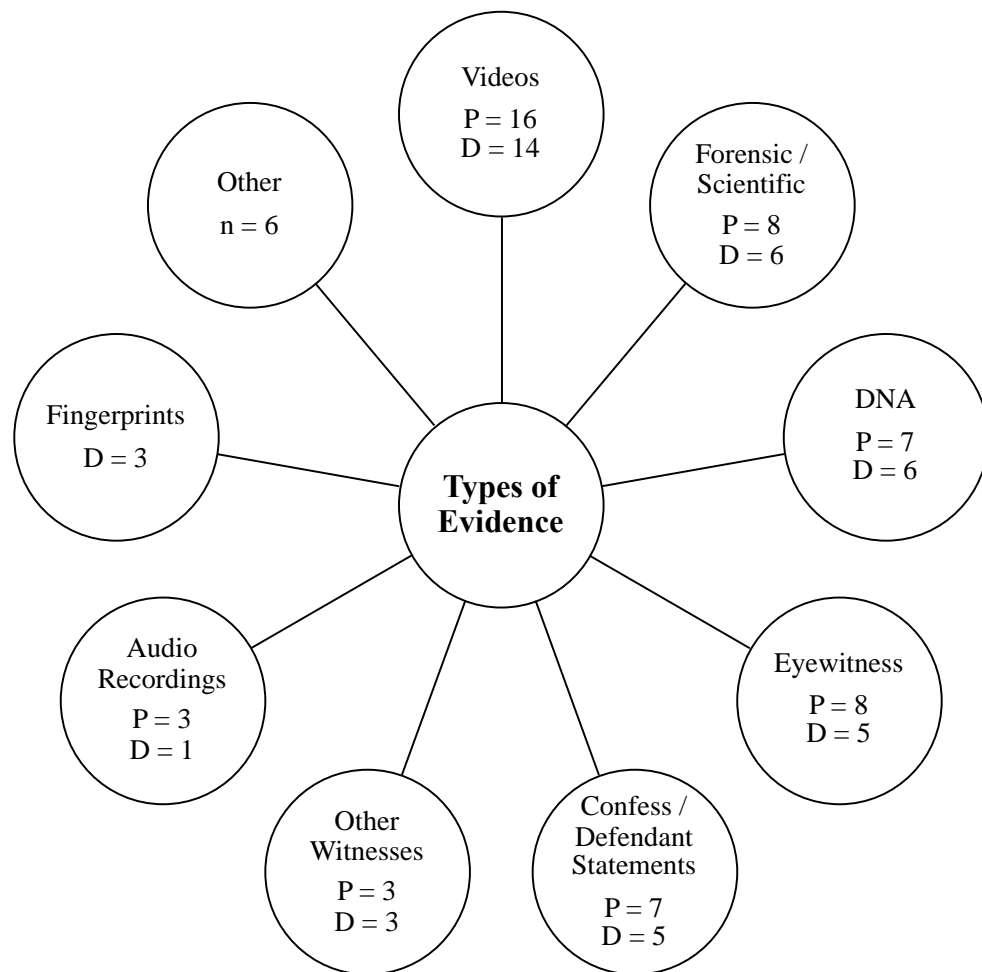 Videos
P = 16
D = 14
Forensic /
Scientific
P = 8
D = 6
DNA
P = 7
D = 6
Eyewitness
P = 8
D = 5
Confess /
Defendant
Statements
P = 7
D = 5
Other
Witnesses
P = 3
D = 3
Audio
Recordings
P = 3
D = 1
Fingerprints
D = 3
Other
n = 6
Types of
Evidence